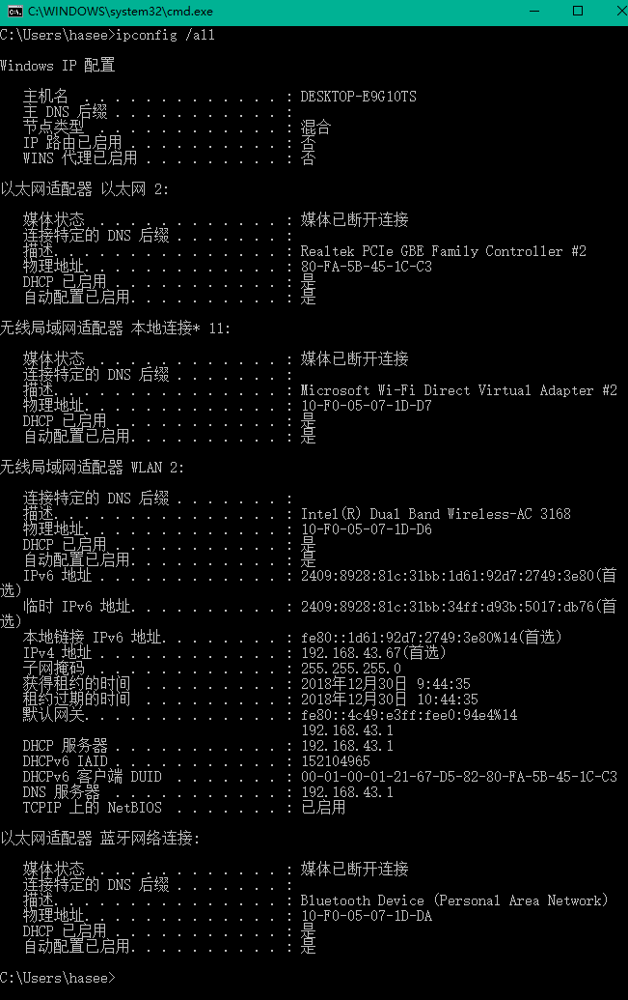 C:\WINDOWS\system32\cmd.exe
C:\Users\hasee>ipconfig /all
Windows IP 配置
主机名 . . . . . . . . . . . . . : DESKTOP-E9G1OTS
主 DNS 后缀 . . . . . . . . . . . :
节点类型 . . . . . . . . . . . . : 混合
IP 路由已启用 . . . . . . . . . . : 否
WINS 代理已启用 . . . . . . . . . : 否
以太网适配器 以太网 2:
媒体状态 . . . . . . . . . . . . : 媒体已断开连接
连接特定的 DNS 后缀 . . . . . . . :
描述. . . . . . . . . . . . . . . : Realtek PCIe GBE Family Controller #2
物理地址. . . . . . . . . . . . . : 80-FA-5B-45-1C-C3
DHCP 已启用 . . . . . . . . . . . : 是
自动配置已启用. . . . . . . . . . : 是
无线局域网适配器 本地连接* 11:
媒体状态 . . . . . . . . . . . . : 媒体已断开连接
连接特定的 DNS 后缀 . . . . . . . :
描述. . . . . . . . . . . . . . . : Microsoft Wi-Fi Direct Virtual Adapter #2
物理地址. . . . . . . . . . . . . : 10-F0-05-07-1D-D7
DHCP 已启用 . . . . . . . . . . . : 是
自动配置已启用. . . . . . . . . . : 是
无线局域网适配器 WLAN 2:
连接特定的 DNS 后缀 . . . . . . . :
描述. . . . . . . . . . . . . . . : Intel(R) Dual Band Wireless-AC 3168
物理地址. . . . . . . . . . . . . : 10-F0-05-07-1D-D6
DHCP 已启用 . . . . . . . . . . . : 是
自动配置已启用. . . . . . . . . . : 是
IPv6 地址 . . . . . . . . . . . . : 2409:8928:81c:31bb:1d61:92d7:2749:3e80(首
选)
临时 IPv6 地址. . . . . . . . . . : 2409:8928:81c:31bb:34ff:d93b:5017:db76(首
选)
本地链接 IPv6 地址. . . . . . . . : fe80::1d61:92d7:2749:3e80%14(首选)
IPv4 地址 . . . . . . . . . . . . : 192.168.43.67(首选)
子网掩码 . . . . . . . . . . . . : 255.255.255.0
获得租约的时间 . . . . . . . . . : 2018年12月30日 9:44:35
租约过期的时间 . . . . . . . . . : 2018年12月30日 10:44:35
默认网关. . . . . . . . . . . . . : fe80::4c49:e3ff:fee0:94e4%14
192.168.43.1
DHCP 服务器 . . . . . . . . . . . : 192.168.43.1
DHCPv6 IAID . . . . . . . . . . . : 152104965
DHCPv6 客户端 DUID . . . . . . . : 00-01-00-01-21-67-D5-82-80-FA-5B-45-1C-C3
DNS 服务器 . . . . . . . . . . . : 192.168.43.1
TCPIP 上的 NetBIOS . . . . . . . : 已启用
以太网适配器 蓝牙网络连接:
媒体状态 . . . . . . . . . . . . : 媒体已断开连接
连接特定的 DNS 后缀 . . . . . . . :
描述. . . . . . . . . . . . . . . : Bluetooth Device (Personal Area Network)
物理地址. . . . . . . . . . . . . : 10-F0-05-07-1D-DA
DHCP 已启用 . . . . . . . . . . . : 是
自动配置已启用. . . . . . . . . . : 是
C:\Users\hasee>